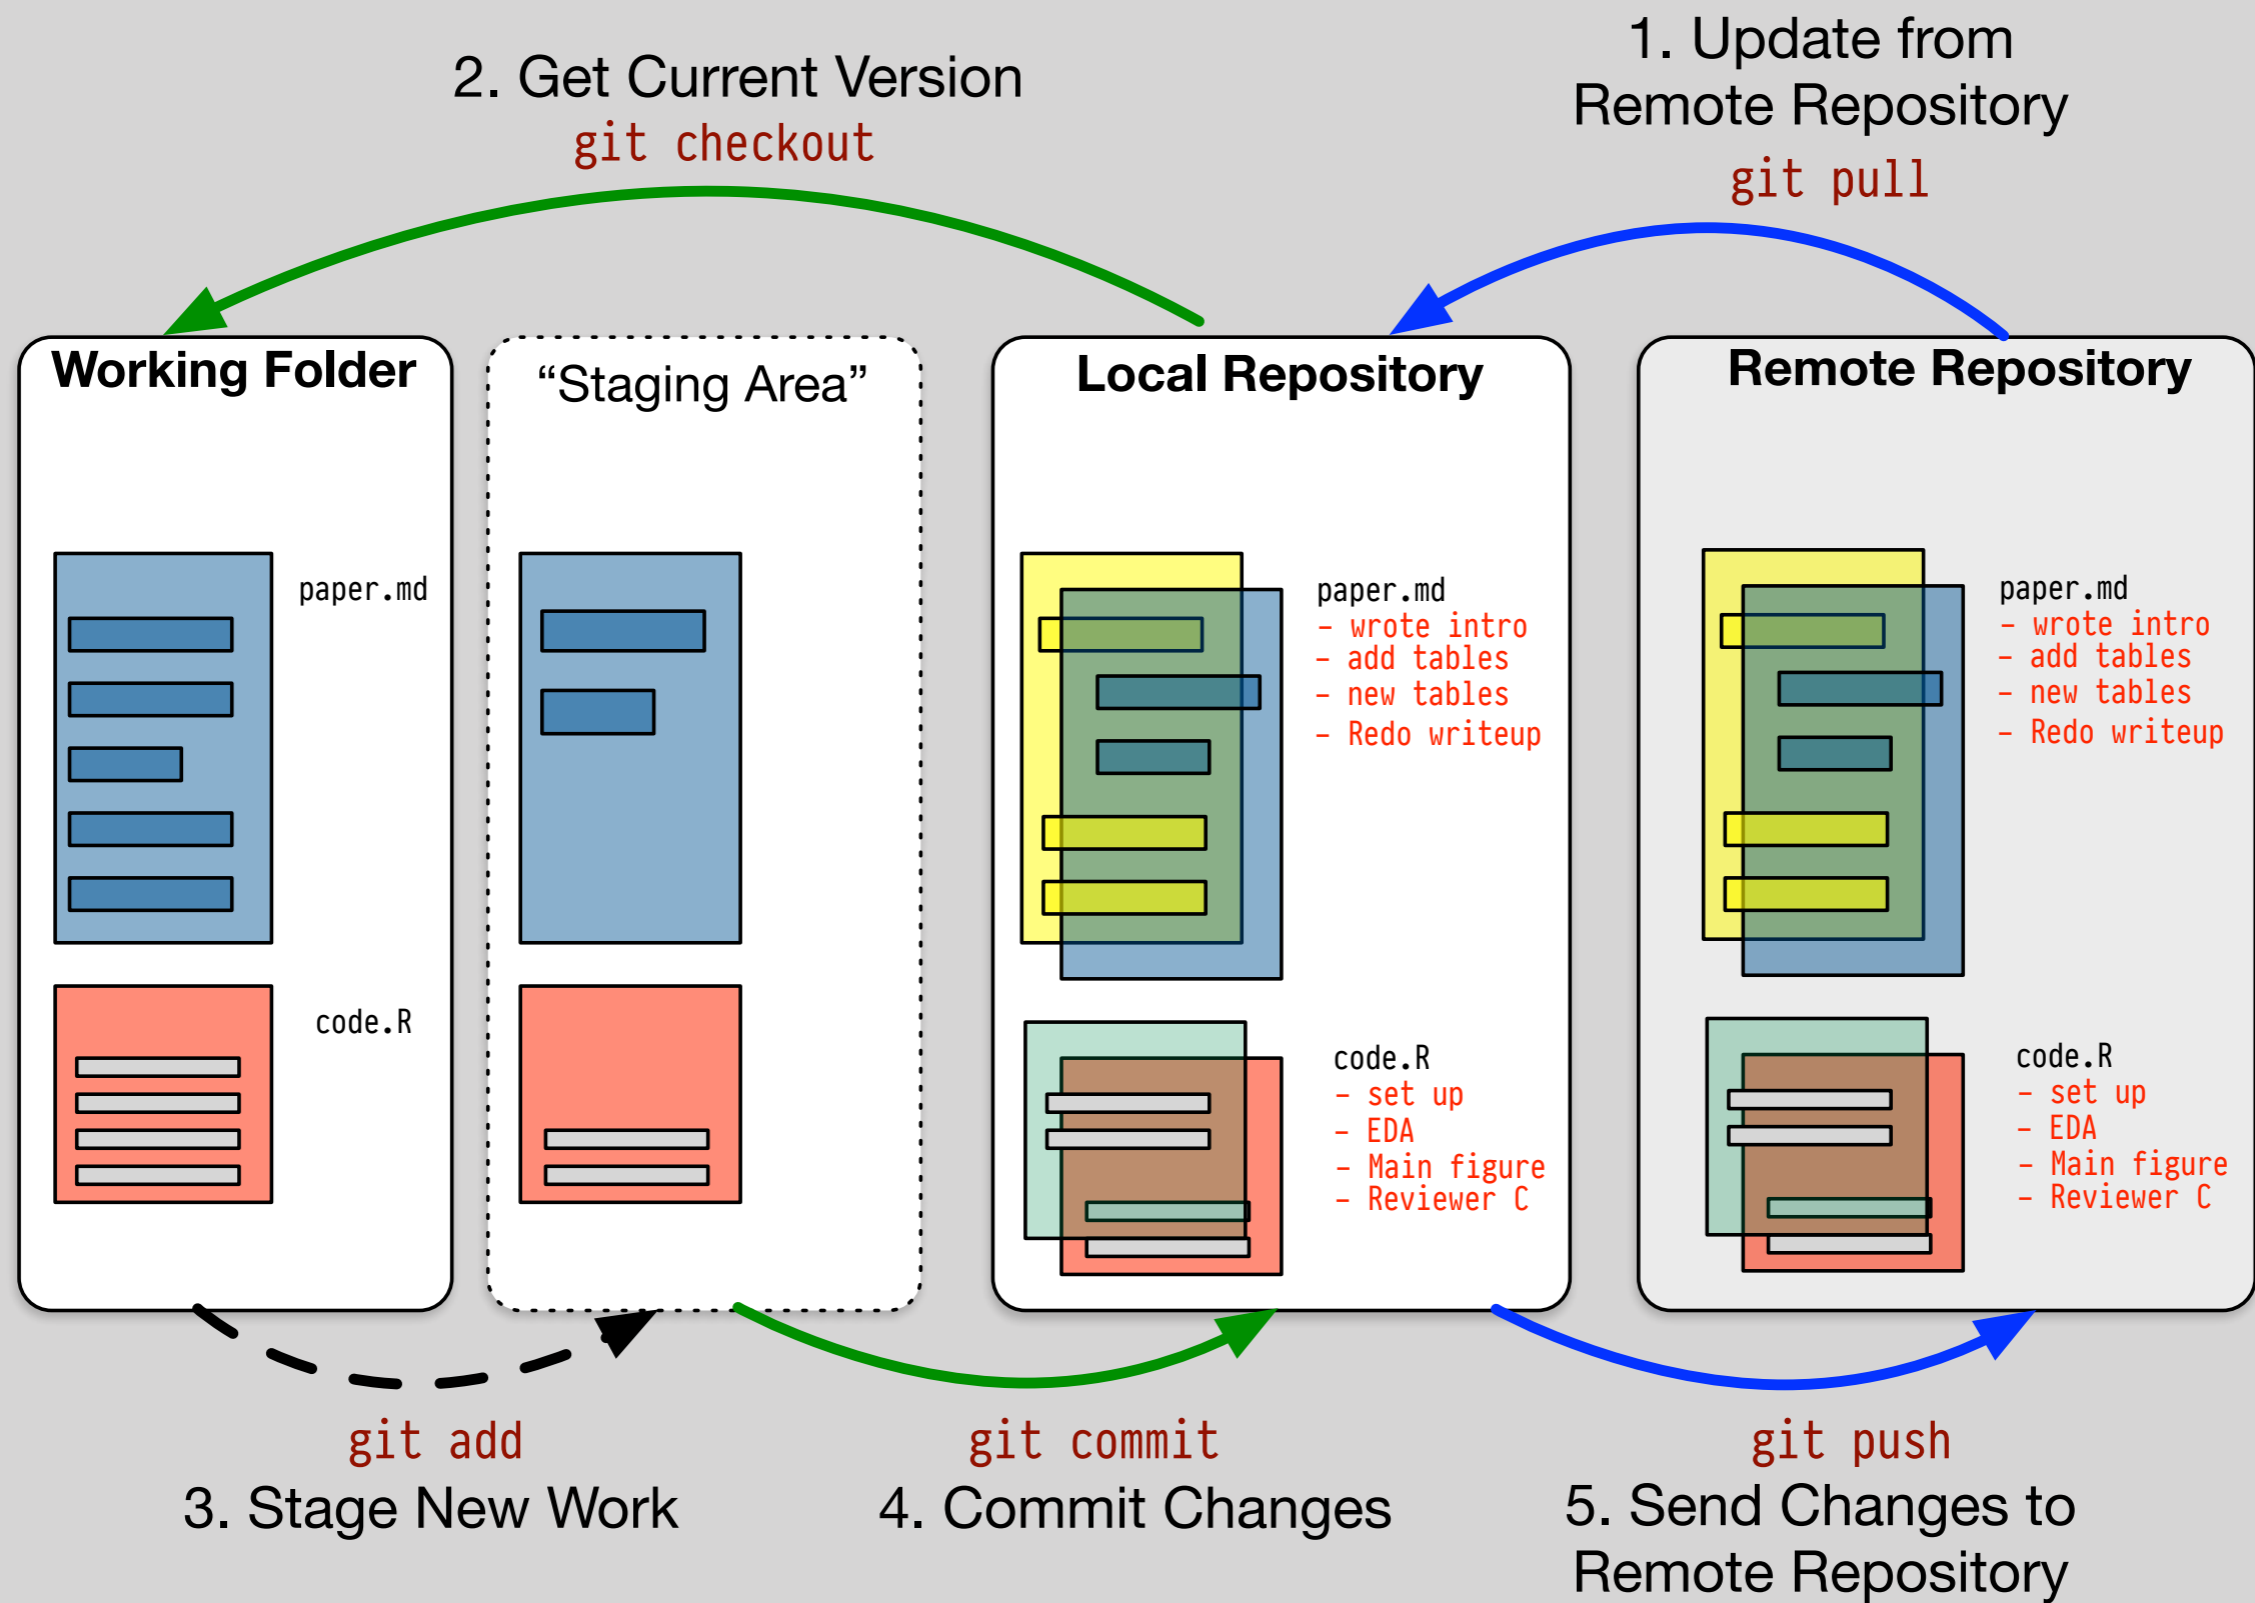 1. Update from
Remote Repository
git pull
2. Get Current Version
git checkout
Working Folder
paper.md
code.R
“Staging Area”
Local Repository
paper.md
- wrote intro
- add tables
- new tables
- Redo writeup
code.R
- set up
- EDA
- Main figure
- Reviewer C
Remote Repository
paper.md
- wrote intro
- add tables
- new tables
- Redo writeup
code.R
- set up
- EDA
- Main figure
- Reviewer C
git add
3. Stage New Work
git commit
4. Commit Changes
git push
5. Send Changes to
Remote Repository